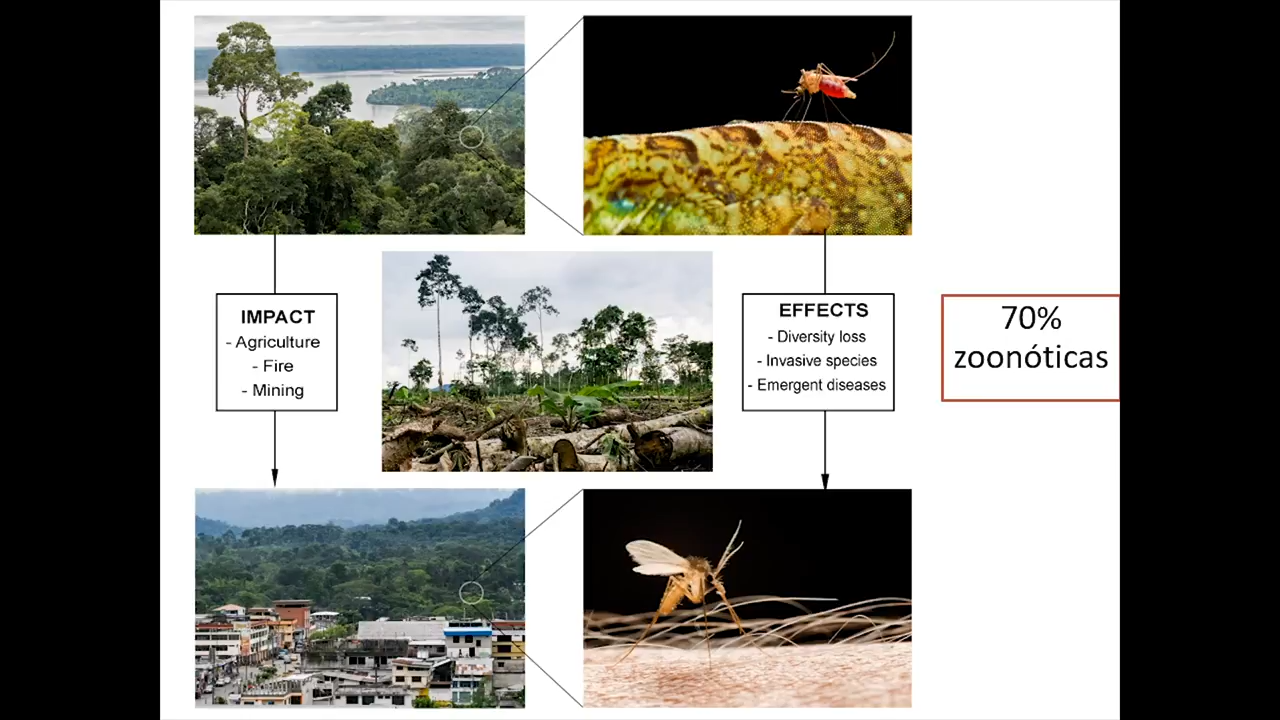 IMPACT
- Agriculture
- Fire
- Mining
EFFECTS
- Diversity loss
- Invasive species
- Emergent diseases
70%
zoonóticas